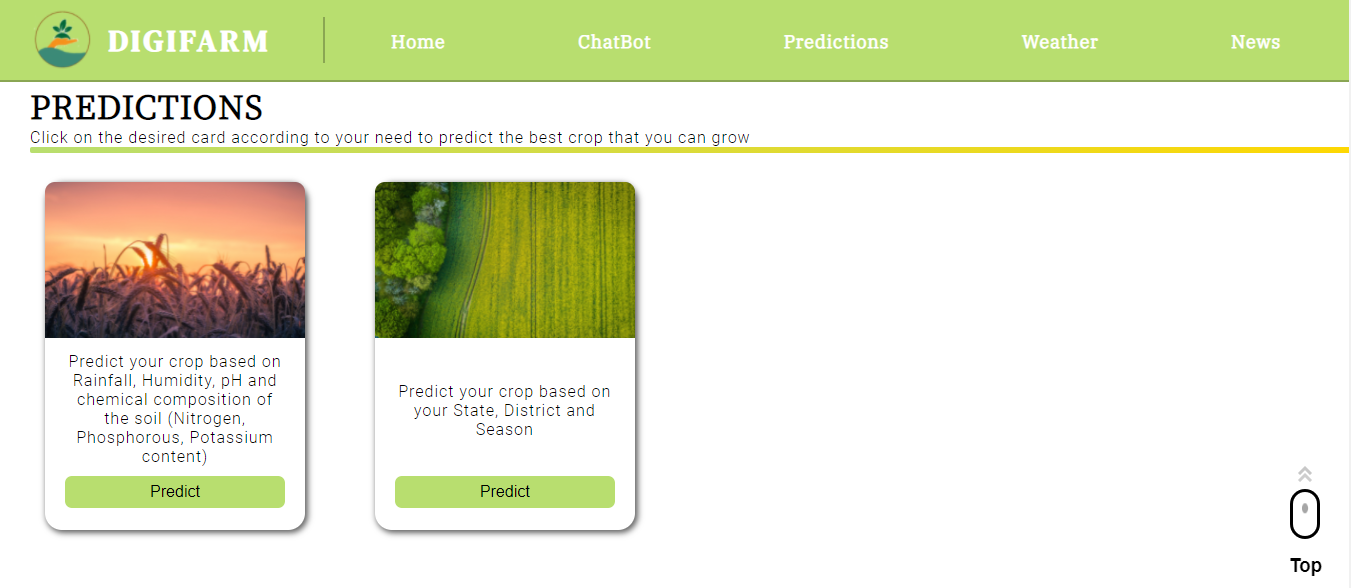 DIGIFARM
Home
ChatBot
Predictions
Weather
News
PREDICTIONS
Click on the desired card according to your need to predict the best crop that you can grow
Predict your crop based on
Rainfall, Humidity, pH and
chemical composition of
the soil (Nitrogen,
Phosphorous, Potassium
content)
Predict
Predict your crop based on
your State, District and
Season
Predict
Top